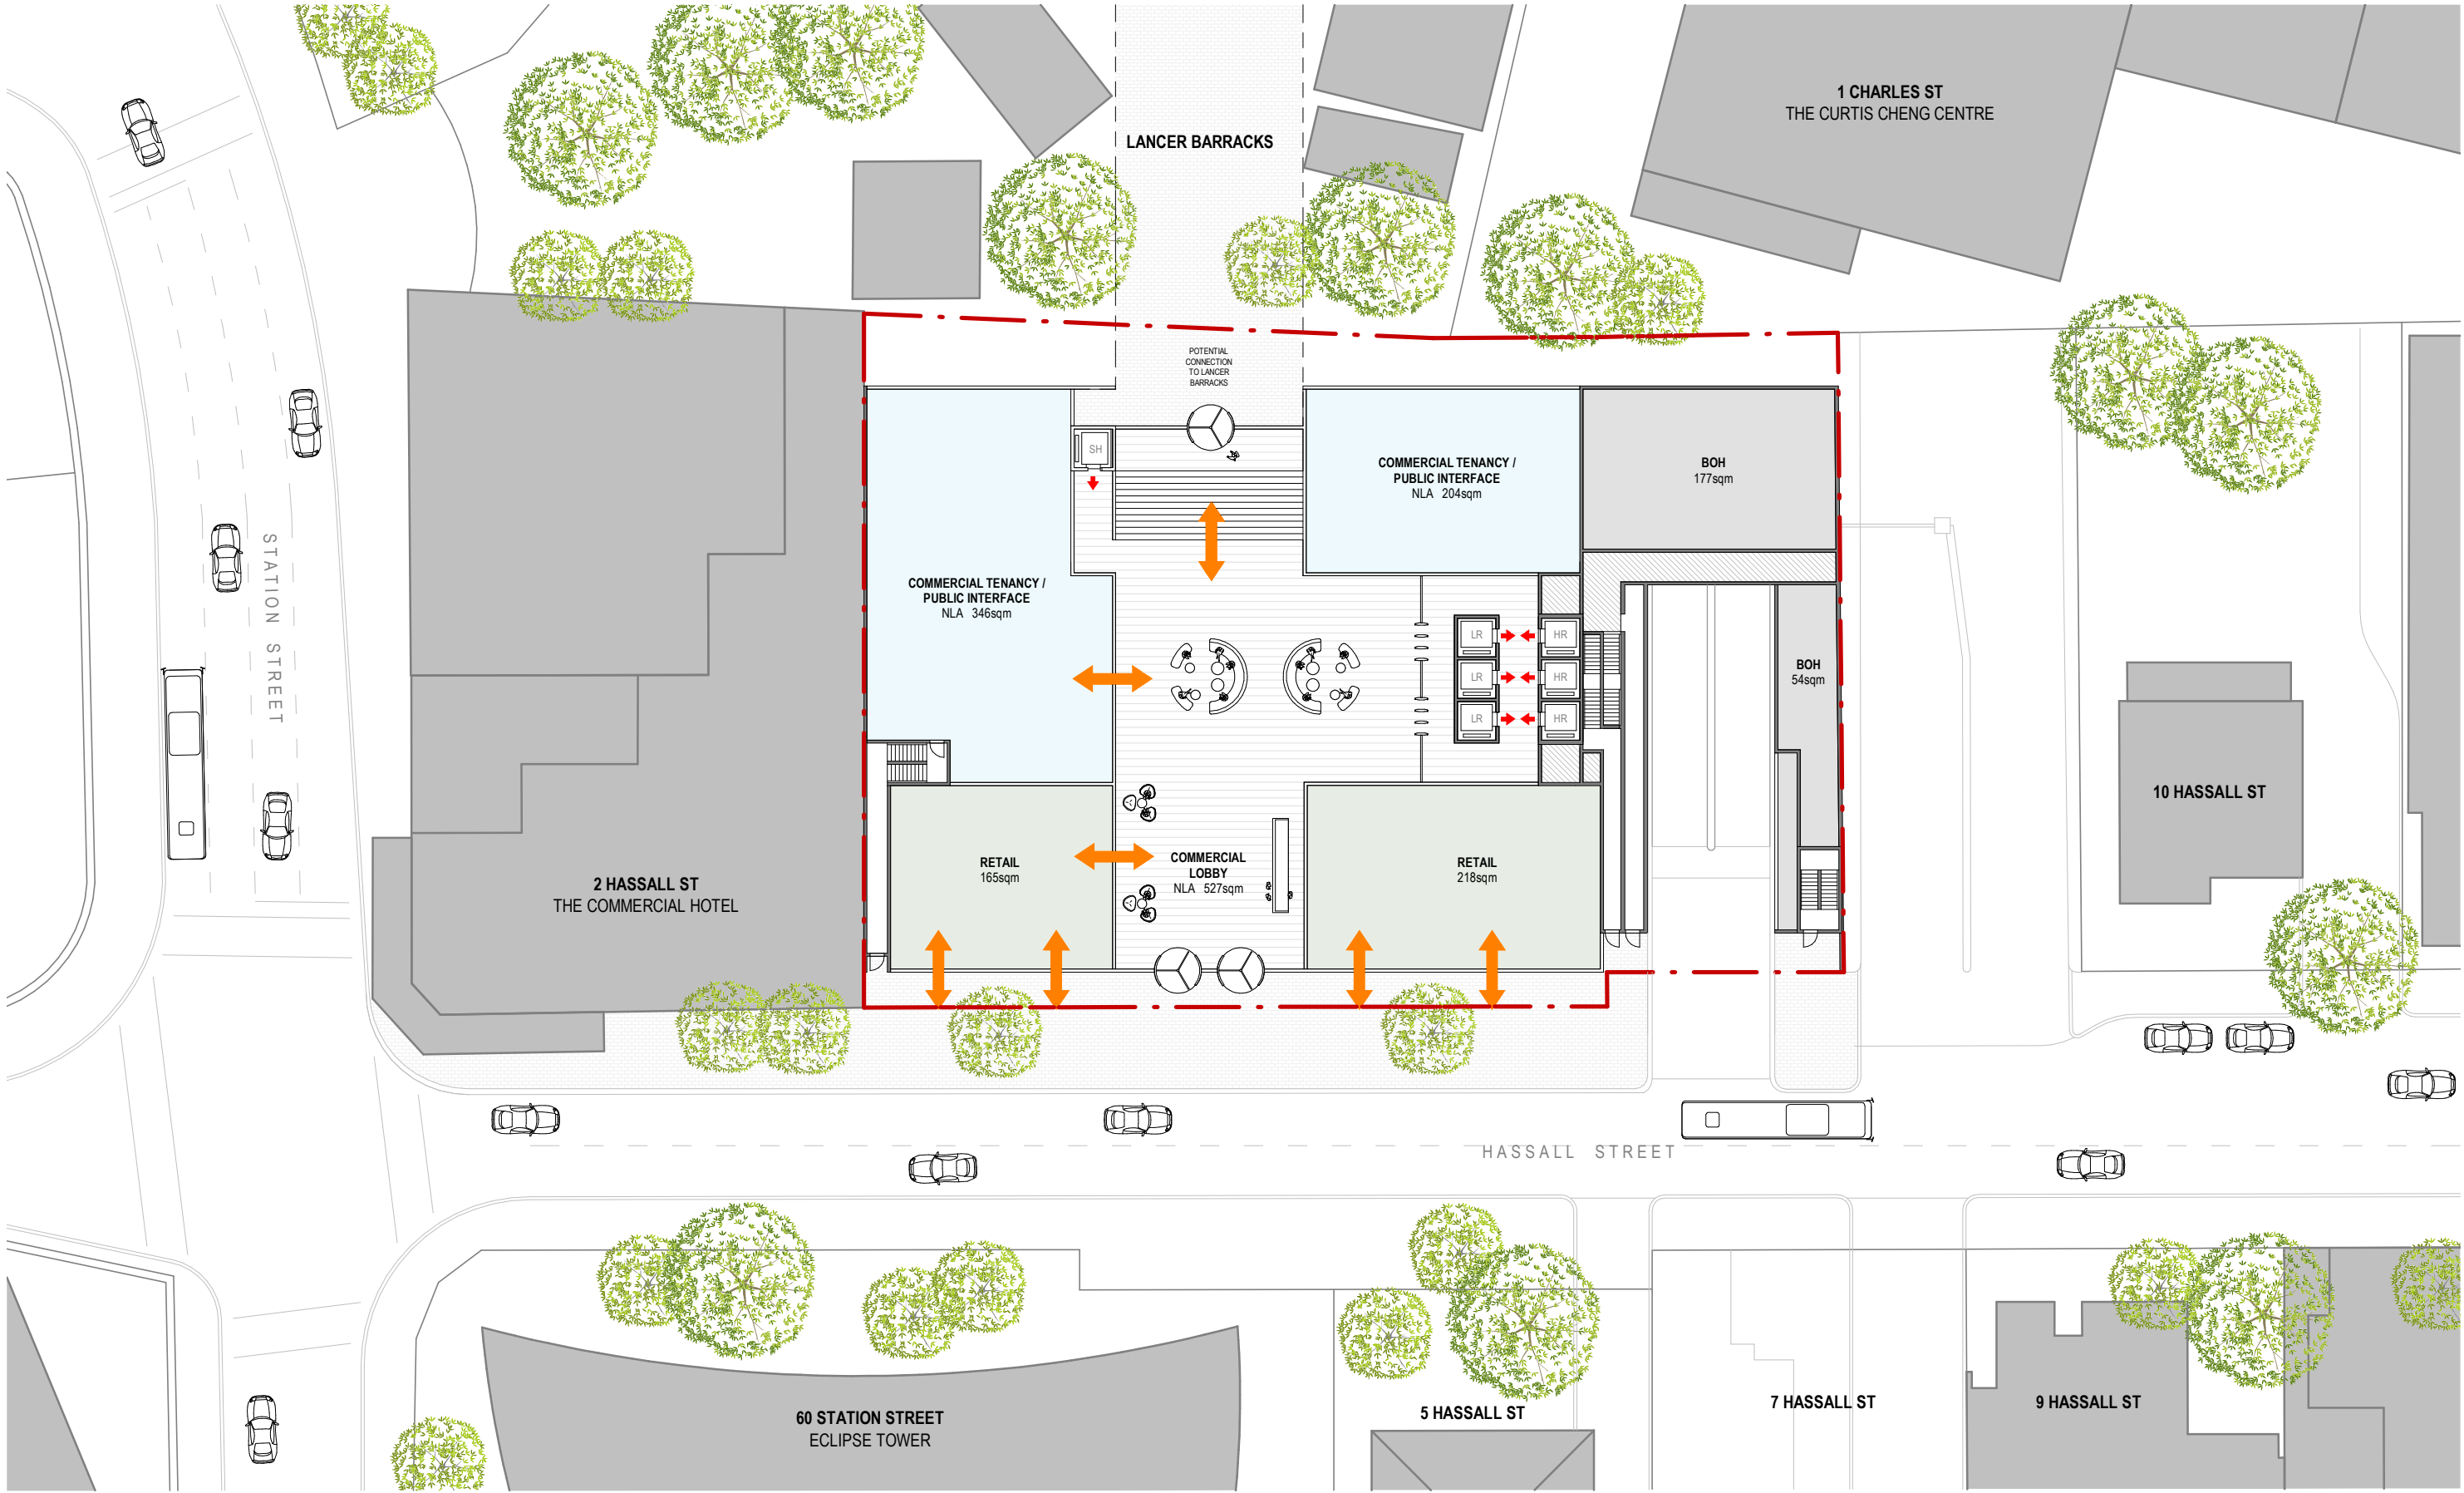 1 CHARLES ST
THE CURTIS CHENG CENTRE
LANCER BARRACKS
POTENTIAL
CONNECTION
TO LANCER
BARRACKS
SH
COMMERCIAL TENANCY /
PUBLIC INTERFACE
NLA 204sqm
BOH
177sqm
STATION STREET
COMMERCIAL TENANCY /
PUBLIC INTERFACE
NLA 346sqm
LR
HR
LR
HR
LR
HR
BOH
54sqm
10 HASSALL ST
2 HASSALL ST
THE COMMERCIAL HOTEL
RETAIL
165sqm
COMMERCIAL
LOBBY
NLA 527sqm
RETAIL
218sqm
HASSALL STREET
60 STATION STREET
ECLIPSE TOWER
5 HASSALL ST
7 HASSALL ST
9 HASSALL ST